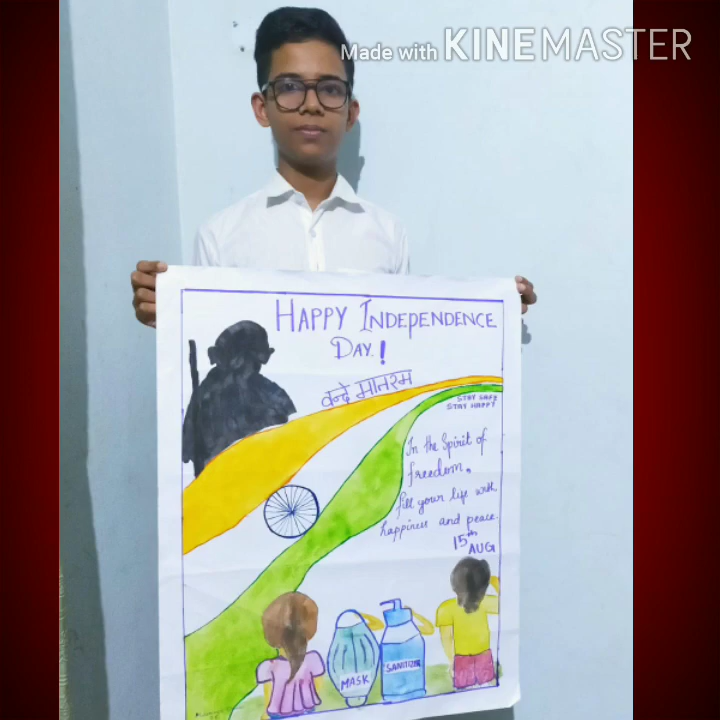 Made with KINEMASTER
HAPPY INDEPENDENCE
DAY.!
वन्दे मातरम
STAY SAFE
STAY HAPPY
In the Spirit of
freedom.
fill your life with
happiness and peace.
15th
AUG
MASK
SANITIZER